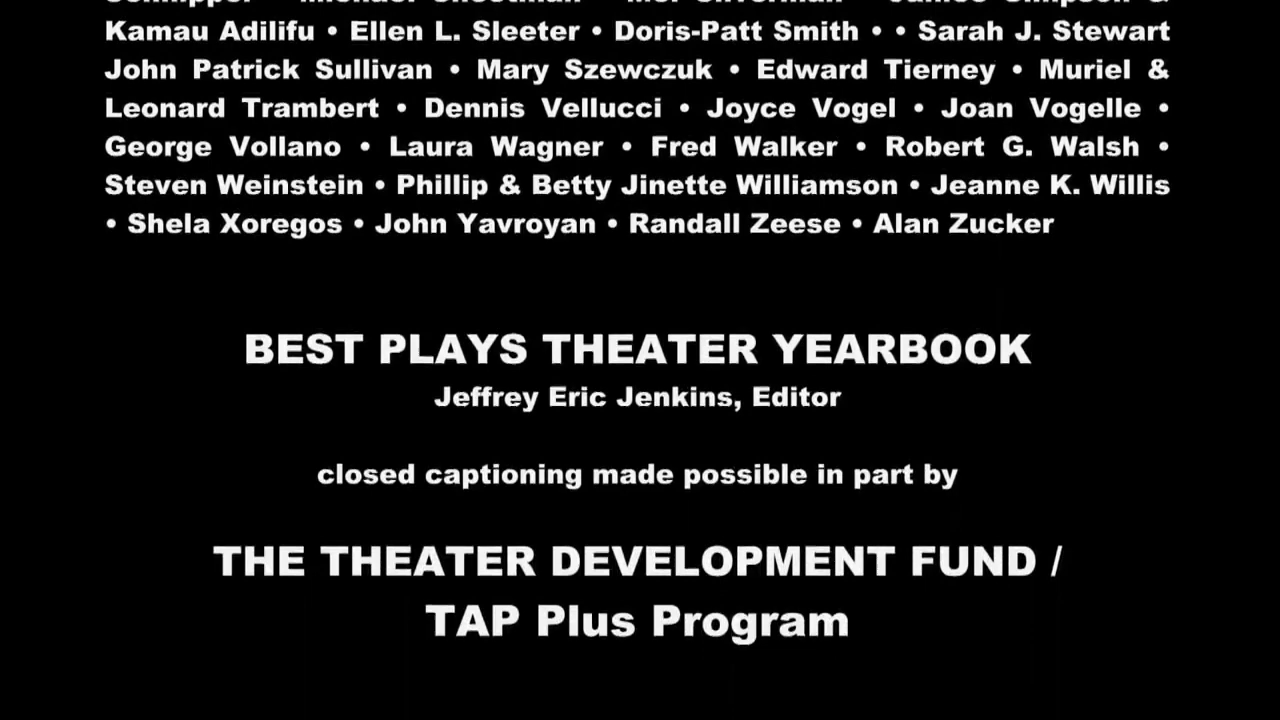 Kamau Adilifu • Ellen L. Sleeter • Doris-Patt Smith • • Sarah J. Stewart
John Patrick Sullivan • Mary Szewczuk • Edward Tierney • Muriel &
Leonard Trambert • Dennis Vellucci • Joyce Vogel • Joan Vogelle •
George Vollano • Laura Wagner • Fred Walker • Robert G. Walsh •
Steven Weinstein • Phillip & Betty Jinette Williamson • Jeanne K. Willis
• Shela Xoregos • John Yavroyan • Randall Zeese • Alan Zucker
BEST PLAYS THEATER YEARBOOK
Jeffrey Eric Jenkins, Editor
closed captioning made possible in part by
THE THEATER DEVELOPMENT FUND /
TAP Plus Program